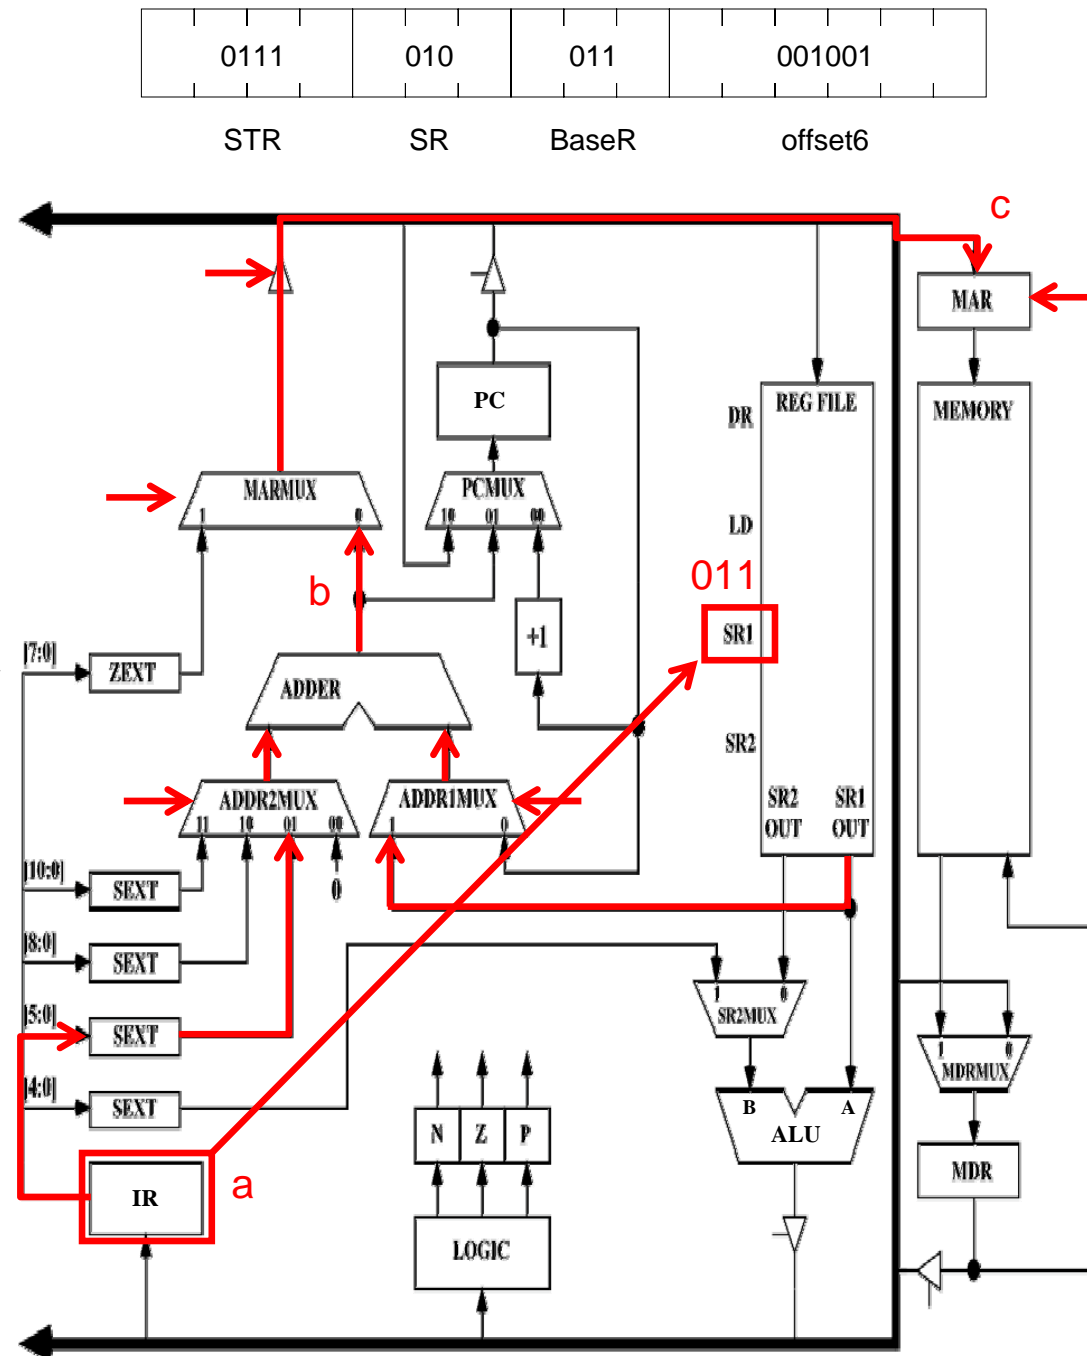 0111 010 011 001001
STR SR BaseR offset6
c
MAR
PC
REG FILE
MEMORY
DR
MARMUX
1 0
PCMUX
10 01 00
LD
011
b
SR1
+1
[7:0]
ZEXT
ADDER
SR2
ADDR2MUX
11 10 01 00
ADDR1MUX
1 0
SR2 OUT
SR1 OUT
0
[10:0]
SEXT
[8:0]
SEXT
[5:0]
SEXT
[4:0]
SEXT
1 0
SR2MUX
1 0
MDRMUX
B A
ALU
N Z P
MDR
IR
a
LOGIC